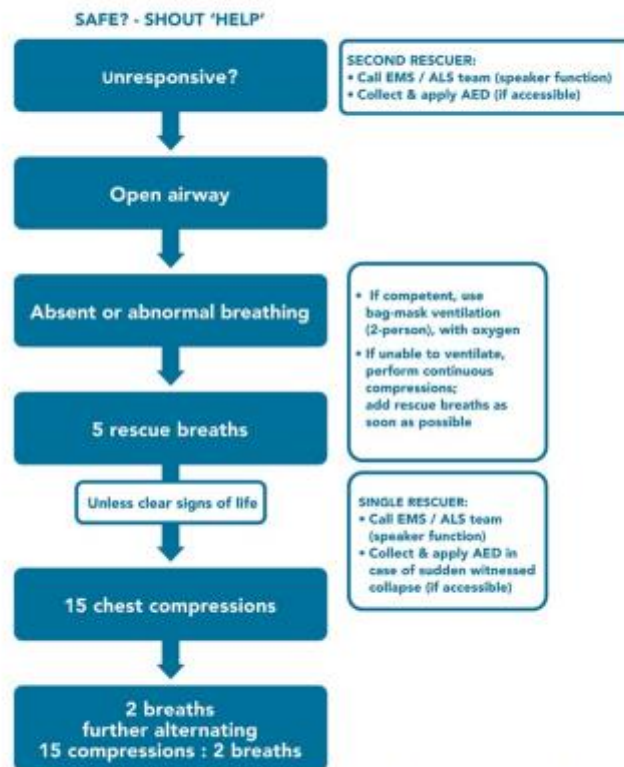 SAFE? - SHOUT 'HELP'
Unresponsive?
SECOND RESCUER:
• Call EMS / ALS team (speaker function)
• Collect & apply AED (if accessible)
Open airway
Absent or abnormal breathing
• If competent, use
bag-mask ventilation
(2-person), with oxygen
• If unable to ventilate,
perform continuous
compressions;
add rescue breaths as
soon as possible
5 rescue breaths
Unless clear signs of life
SINGLE RESCUER:
• Call EMS / ALS team
(speaker function)
• Collect & apply AED in
case of sudden witnessed
collapse (if accessible)
15 chest compressions
2 breaths
further alternating
15 compressions : 2 breaths